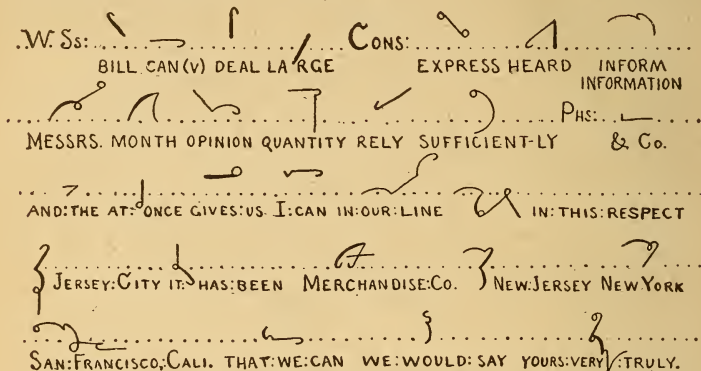 W. Ss: CONS:
BILL CAN (V) DEAL LARGE EXPRESS HEARD INFORM
INFORMATION
PHS:
MESSRS. MONTH OPINION QUANTITY RELY SUFFICIENT-LY & CO.
AND:THE AT:ONCE GIVES:US I:CAN IN:OUR:LINE IN:THIS:RESPECT
JERSEY:CITY IT:HAS:BEEN MERCHANDISE:CO. NEW:JERSEY NEW:YORK
SAN:FRANCISCO,:CALI. THAT:WE:CAN WE:WOULD:SAY YOURS:VERY:TRULY.